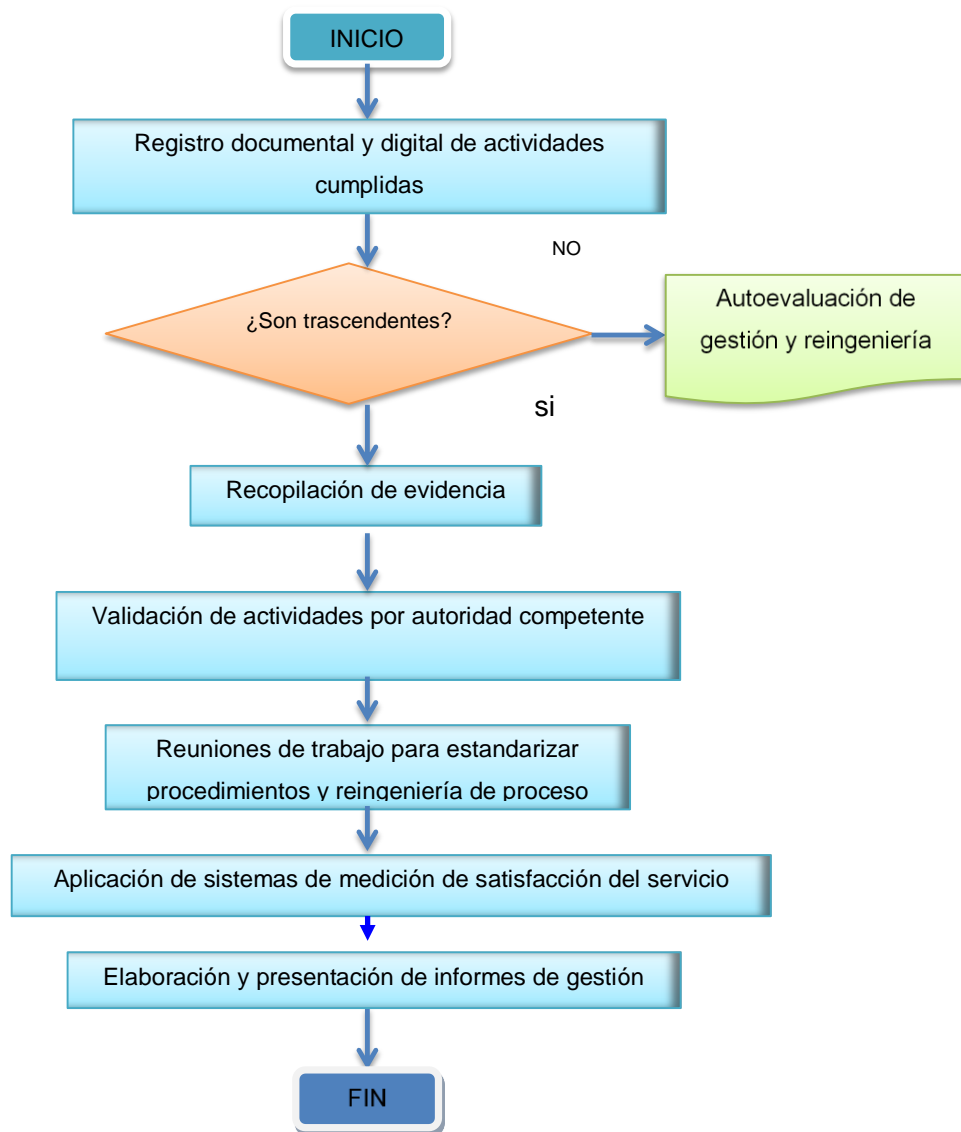 INICIO
Registro documental y digital de actividades
cumplidas
NO
¿Son trascendentes?
Autoevaluación de
gestión y reingeniería
si
Recopilación de evidencia
Validación de actividades por autoridad competente
Reuniones de trabajo para estandarizar
procedimientos y reingeniería de proceso
Aplicación de sistemas de medición de satisfacción del servicio
Elaboración y presentación de informes de gestión
FIN